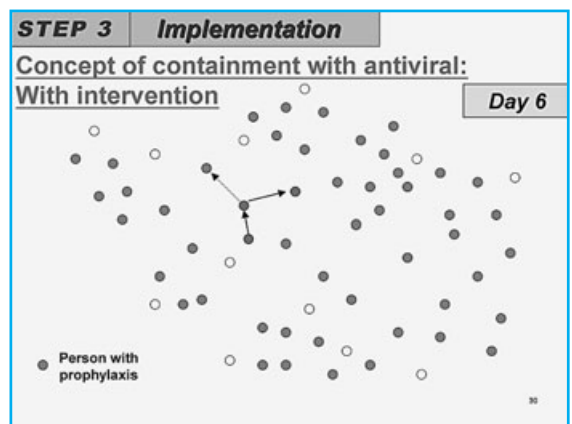 STEP 3 Implementation
Concept of containment with antiviral:
With intervention
Day 6
Person with
prophylaxis
30